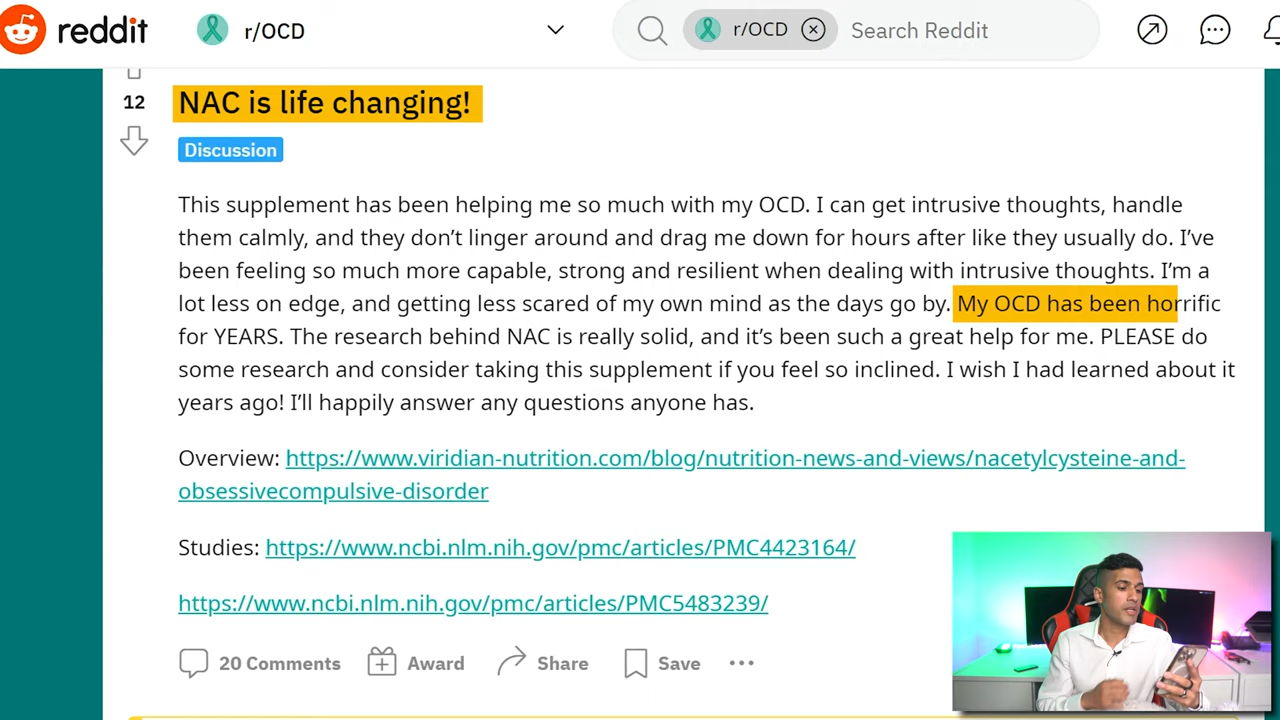 reddit
r/OCD
r/OCD
Search Reddit
12
NAC is life changing!
Discussion
This supplement has been helping me so much with my OCD. I can get intrusive thoughts, handle
them calmly, and they don't linger around and drag me down for hours after like they usually do. I've
been feeling so much more capable, strong and resilient when dealing with intrusive thoughts. I'm a
lot less on edge, and getting less scared of my own mind as the days go by. My OCD has been horrific
for YEARS. The research behind NAC is really solid, and it's been such a great help for me. PLEASE do
some research and consider taking this supplement if you feel so inclined. I wish I had learned about it
years ago! I'll happily answer any questions anyone has.
Overview: https://www.viridian-nutrition.com/blog/nutrition-news-and-views/nacetylcysteine-and-
obsessivecompulsive-disorder
Studies: https://www.ncbi.nlm.nih.gov/pmc/articles/PMC4423164/
https://www.ncbi.nlm.nih.gov/pmc/articles/PMC5483239/
20 Comments
Award
Share
Save